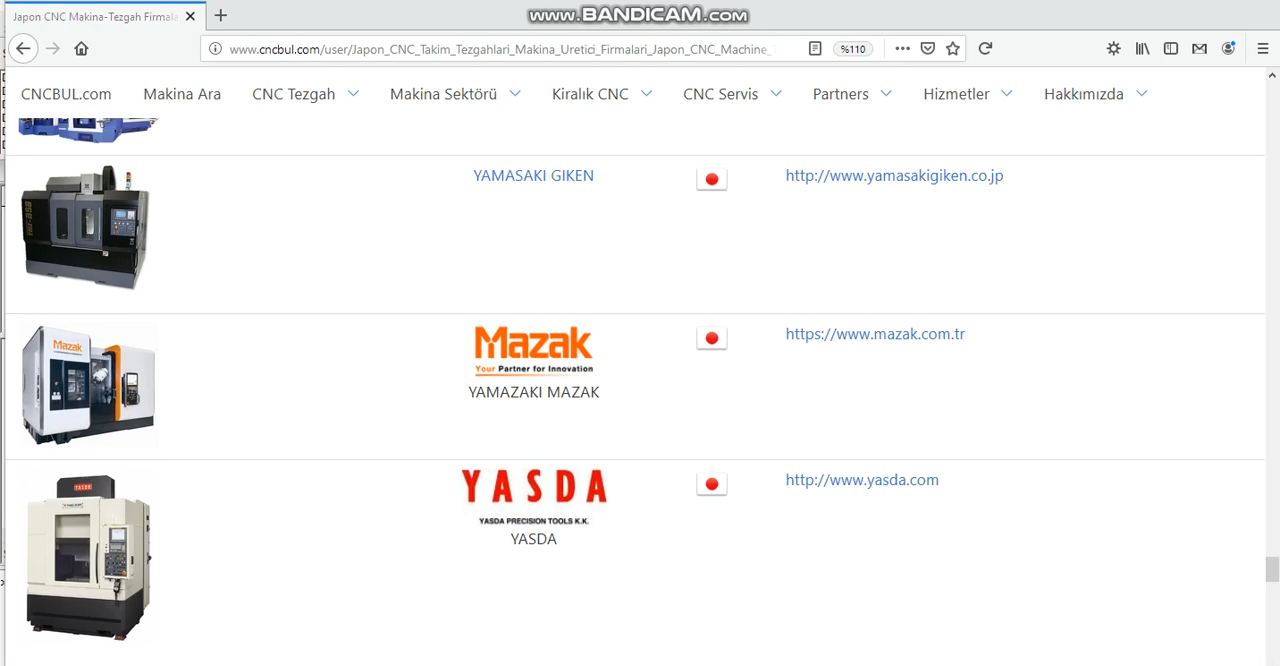 www.BANDICAM.com
Japon CNC Makina-Tezgah Firmala
www.cncbul.com/user/Japon_CNC_Takim_Tezgahlari_Makina_Uretici_Firmalari_Japon_CNC_Machine_
%110
CNCBUL.com
Makina Ara
CNC Tezgah
Makina Sektörü
Kiralık CNC
CNC Servis
Partners
Hizmetler
Hakkımızda
YAMASAKI GIKEN
http://www.yamasakigiken.co.jp
Mazak
Mazak
Your Partner for Innovation
YAMAZAKI MAZAK
https://www.mazak.com.tr
YASDA
YASDA
YASDA PRECISION TOOLS K.K.
YASDA
http://www.yasda.com